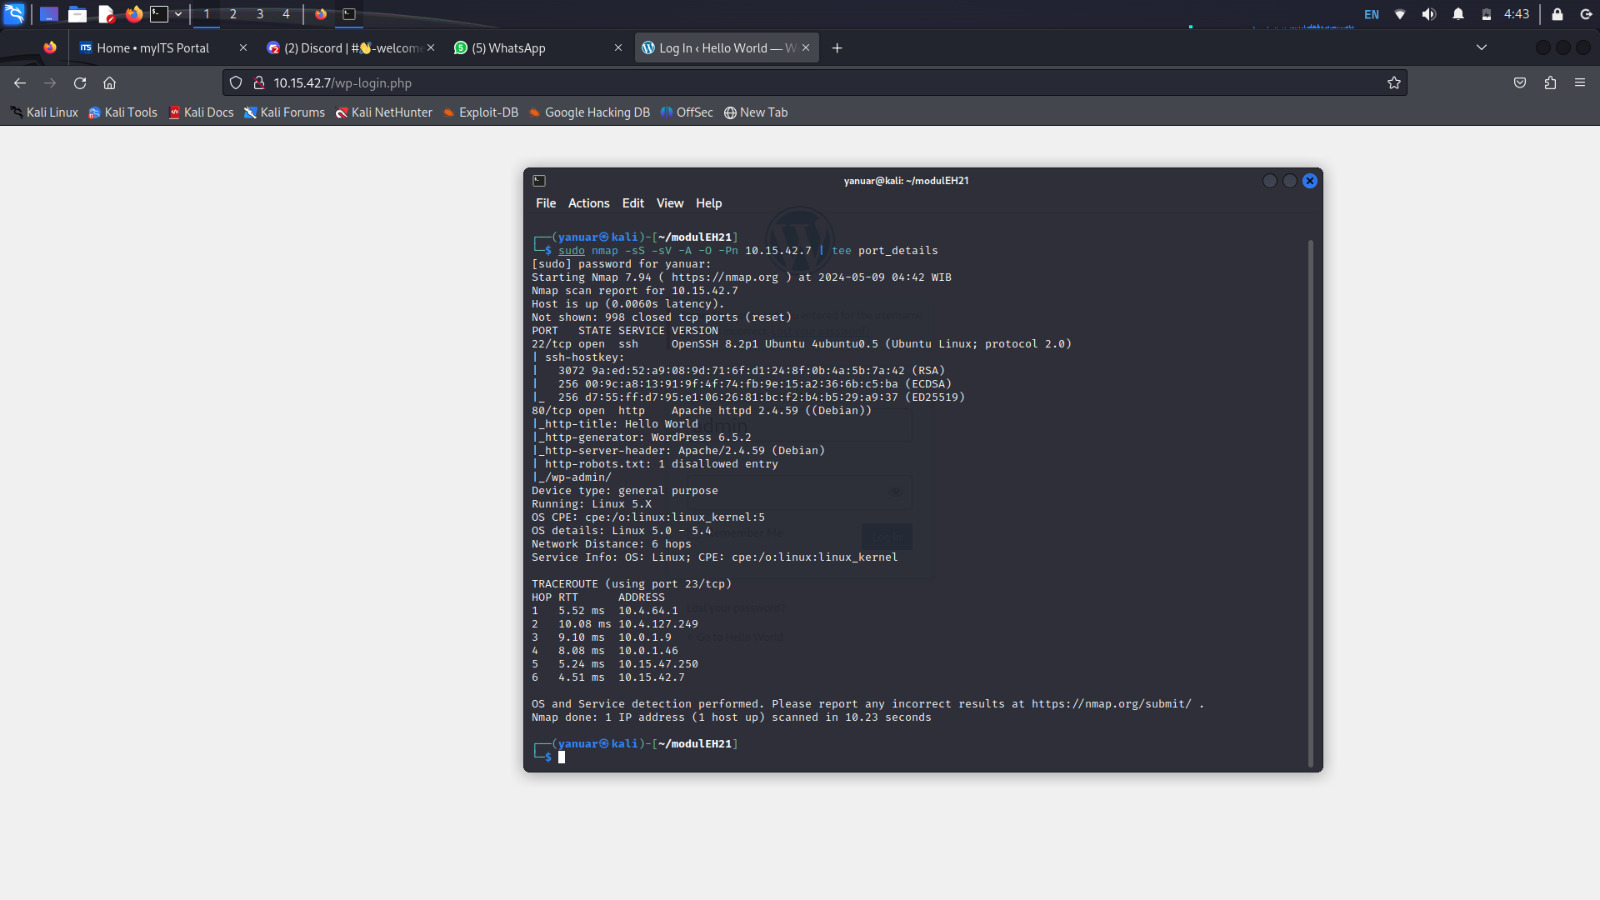 1 2 3 4 EN 4:43
Home • myITS Portal (2) Discord | #👋-welcome (5) WhatsApp Log In ‹ Hello World — W
10.15.42.7/wp-login.php
Kali Linux Kali Tools Kali Docs Kali Forums Kali NetHunter Exploit-DB Google Hacking DB OffSec New Tab
yanuar@kali: ~/modulEH21
File Actions Edit View Help
┌──(yanuar㉿kali)-[~/modulEH21]
└─$ sudo nmap -sS -sV -A -O -Pn 10.15.42.7 | tee port_details
[sudo] password for yanuar:
Starting Nmap 7.94 ( https://nmap.org ) at 2024-05-09 04:42 WIB
Nmap scan report for 10.15.42.7
Host is up (0.0060s latency).
Not shown: 998 closed tcp ports (reset)
PORT   STATE SERVICE VERSION
22/tcp open  ssh     OpenSSH 8.2p1 Ubuntu 4ubuntu0.5 (Ubuntu Linux; protocol 2.0)
| ssh-hostkey:
|   3072 9a:ed:52:a9:08:9d:71:6f:d1:24:8f:0b:4a:5b:7a:42 (RSA)
|   256 00:9c:a8:13:91:9f:4f:74:fb:9e:15:a2:36:6b:c5:ba (ECDSA)
|_  256 d7:55:ff:d7:95:e1:06:26:81:bc:f2:b4:b5:29:a9:37 (ED25519)
80/tcp open  http    Apache httpd 2.4.59 ((Debian))
|_http-title: Hello World
|_http-generator: WordPress 6.5.2
|_http-server-header: Apache/2.4.59 (Debian)
| http-robots.txt: 1 disallowed entry
|_/wp-admin/
Device type: general purpose
Running: Linux 5.X
OS CPE: cpe:/o:linux:linux_kernel:5
OS details: Linux 5.0 - 5.4
Network Distance: 6 hops
Service Info: OS: Linux; CPE: cpe:/o:linux:linux_kernel
TRACEROUTE (using port 23/tcp)
HOP RTT      ADDRESS
1   5.52 ms  10.4.64.1
2   10.08 ms 10.4.127.249
3   9.10 ms  10.0.1.9
4   8.08 ms  10.0.1.46
5   5.24 ms  10.15.47.250
6   4.51 ms  10.15.42.7
OS and Service detection performed. Please report any incorrect results at https://nmap.org/submit/ .
Nmap done: 1 IP address (1 host up) scanned in 10.23 seconds
┌──(yanuar㉿kali)-[~/modulEH21]
└─$